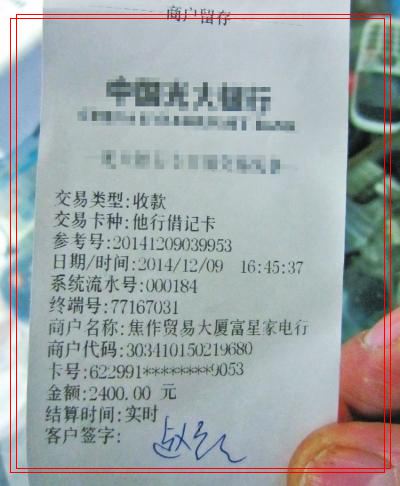 商户留存
中国光大银行
交易类型:收款
交易卡种:他行借记卡
参考号:20141209039953
日期/时间:2014/12/09 16:45:37
系统流水号:000184
终端号:77167031
商户名称:焦作贸易大厦富星家电行
商户代码:303410150219680
卡号:622991********9053
金额:2400.00 元
结算时间:实时
客户签字: